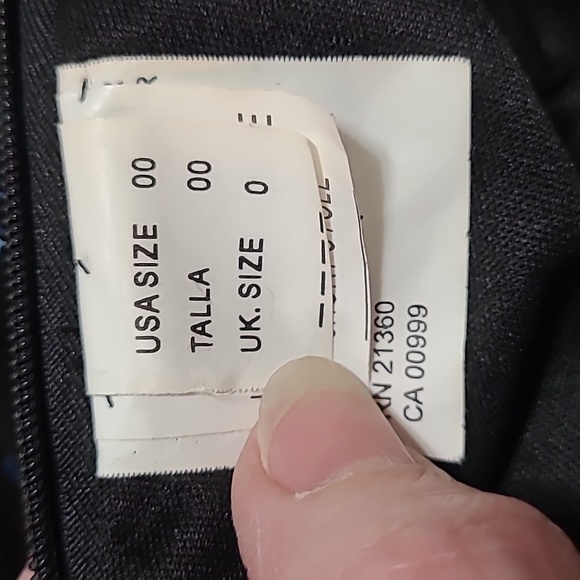 USA SIZE 00
TALLA 00
UK. SIZE 0
RN 21360
CA 00999